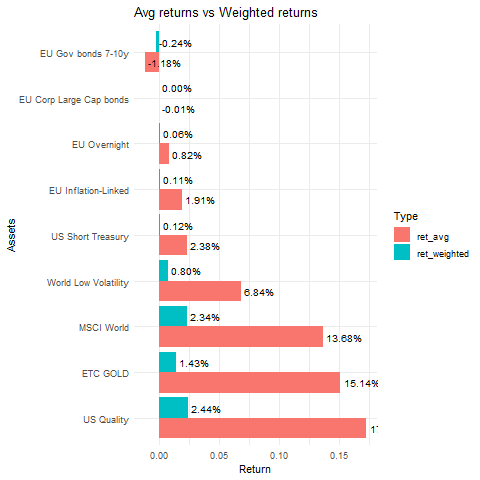 Avg returns vs Weighted returns
EU Gov bonds 7-10y
-0.24%
-1.18%
EU Corp Large Cap bonds
0.00%
-0.01%
EU Overnight
0.06%
0.82%
EU Inflation-Linked
0.11%
1.91%
US Short Treasury
0.12%
2.38%
World Low Volatility
0.80%
6.84%
MSCI World
2.34%
13.68%
ETC GOLD
1.43%
15.14%
US Quality
2.44%
Assets
0.00
0.05
0.10
0.15
Return
Type
ret_avg
ret_weighted